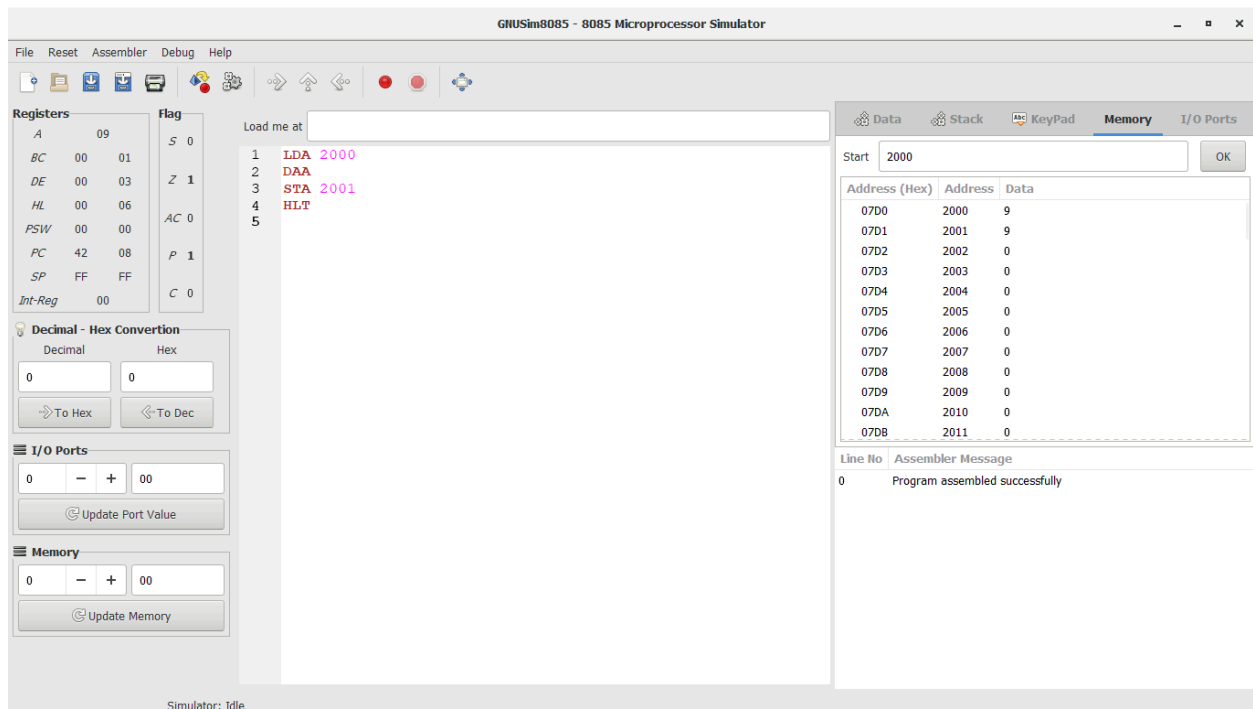 GNUSim8085 - 8085 Microprocessor Simulator
File Reset Assembler Debug Help
Registers
A 09
BC 00 01
DE 00 03
HL 00 06
PSW 00 00
PC 42 08
SP FF FF
Int-Reg 00
Flag
S 0
Z 1
AC 0
P 1
C 0
Decimal - Hex Convertion
Decimal Hex
0 0
To Hex To Dec
I/O Ports
0 − + 00
Update Port Value
Memory
0 − + 00
Update Memory
Load me at
1 LDA 2000
2 DAA
3 STA 2001
4 HLT
5
Data Stack Abc KeyPad Memory I/O Ports
Start 2000 OK
Address (Hex) Address Data
07D0 2000 9
07D1 2001 9
07D2 2002 0
07D3 2003 0
07D4 2004 0
07D5 2005 0
07D6 2006 0
07D7 2007 0
07D8 2008 0
07D9 2009 0
07DA 2010 0
07DB 2011 0
Line No Assembler Message
0 Program assembled successfully
Simulator: Idle